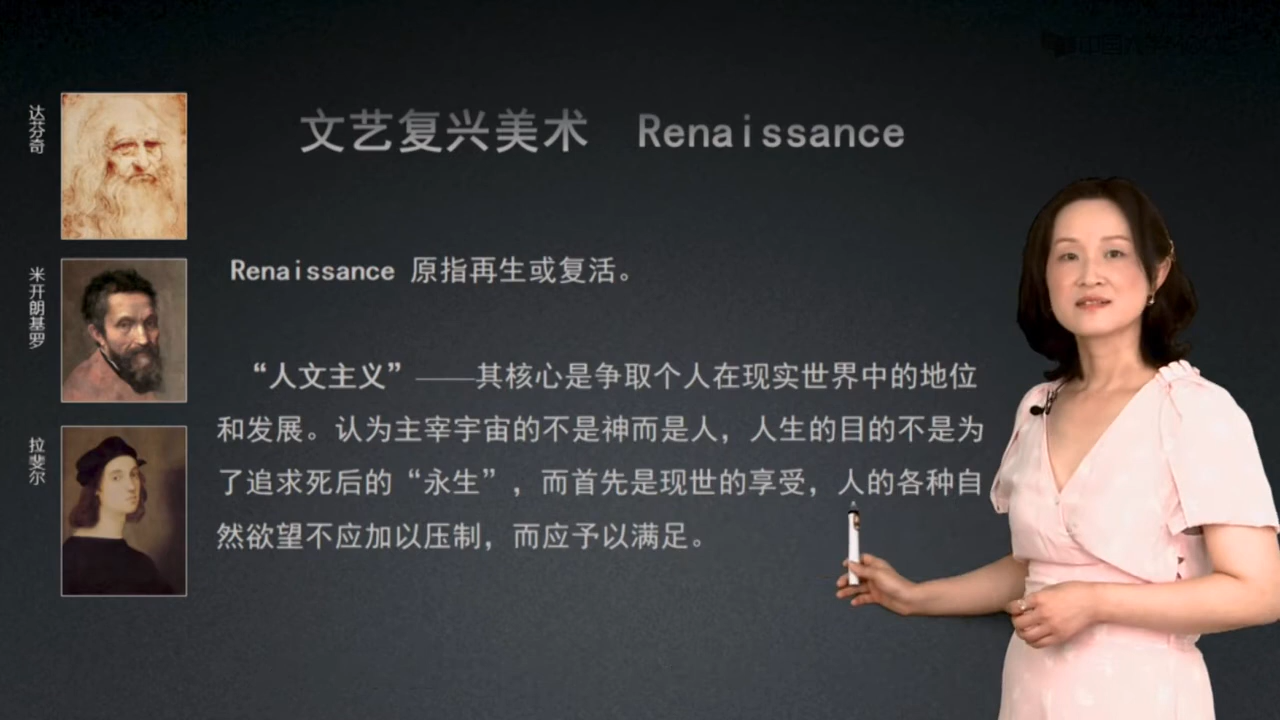 文艺复兴美术 Renaissance
达芬奇
Renaissance 原指再生或复活。
米开朗基罗
“人文主义”——其核心是争取个人在现实世界中的地位
和发展。认为主宰宇宙的不是神而是人，人生的目的不是为
了追求死后的“永生”，而首先是现世的享受，人的各种自
然欲望不应加以压制，而应予以满足。
拉斐尔